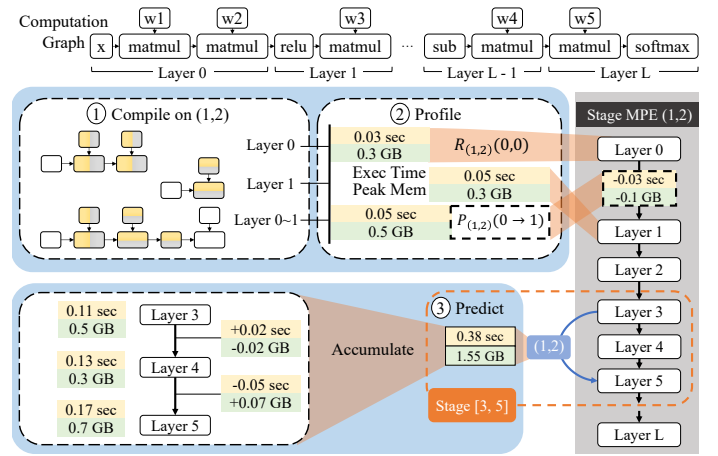 Computation
Graph
w1 w2 w3 w4 w5
x matmul matmul relu matmul ... sub matmul matmul softmax
Layer 0 Layer 1 Layer L - 1 Layer L
1 Compile on (1,2)
2 Profile
Layer 0
0.03 sec
0.3 GB
R(1,2)(0,0)
Layer 1
Exec Time
Peak Mem
0.05 sec
0.3 GB
Layer 0~1
0.05 sec
0.5 GB
P(1,2)(0 → 1)
Stage MPE (1,2)
Layer 0
-0.03 sec
-0.1 GB
Layer 1
Layer 2
Layer 3
Layer 4
Layer 5
Layer L
0.11 sec
0.5 GB
Layer 3
+0.02 sec
-0.02 GB
0.13 sec
0.3 GB
Layer 4
-0.05 sec
+0.07 GB
0.17 sec
0.7 GB
Layer 5
Accumulate
3 Predict
0.38 sec
1.55 GB
(1,2)
Stage [3, 5]